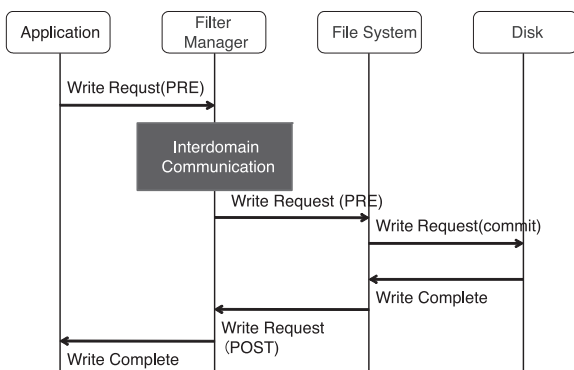 Application
Filter
Manager
File System
Disk
Write Requst(PRE)
Interdomain
Communication
Write Request (PRE)
Write Request(commit)
Write Complete
Write Request
(POST)
Write Complete